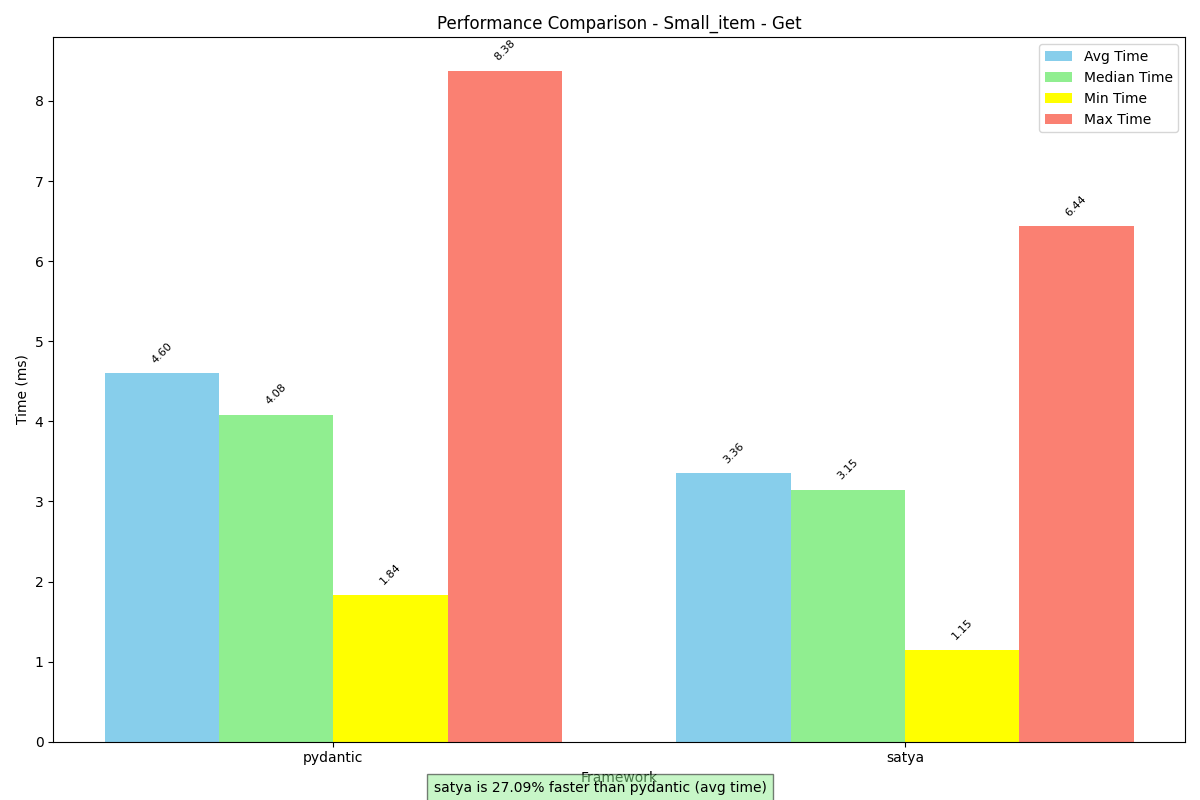 Performance Comparison - Small_item - Get
Avg Time
Median Time
Min Time
Max Time
Time (ms)
8
7
6
5
4
3
2
1
0
4.60
4.08
1.84
8.38
3.36
3.15
1.15
6.44
pydantic
satya
Framework
satya is 27.09% faster than pydantic (avg time)